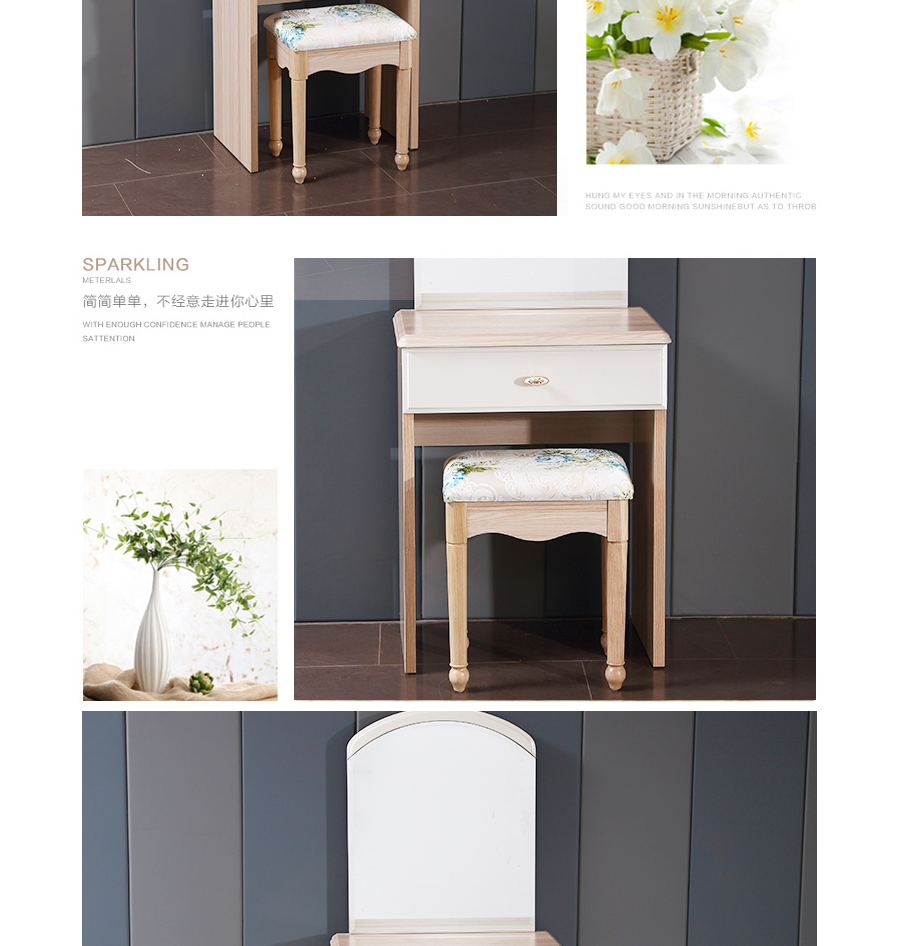 HUNG MY EYES AND IN THE MORNING AUTHENTIC
SOUND GOOD MORNING SUNSHINEBUT AS TO THROB
SPARKLING
METERLALS
简简单单，不经意走进你心里
WITH ENOUGH CONFIDENCE MANAGE PEOPLE
SATTENTION